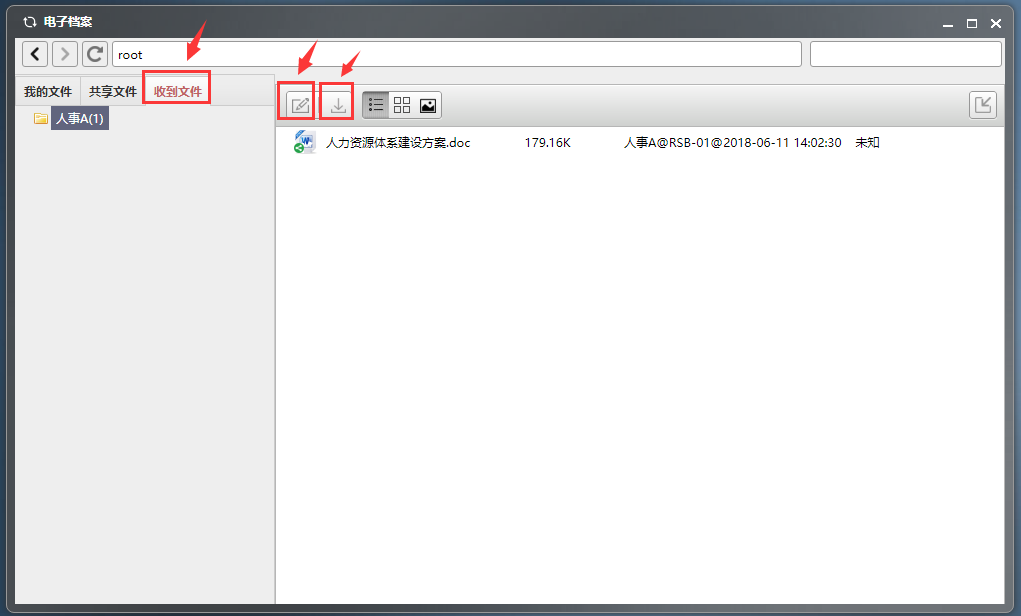 电子档案
root
我的文件 共享文件 收到文件
人事A(1)
人力资源体系建设方案.doc 179.16K 人事A@RSB-01@2018-06-11 14:02:30 未知